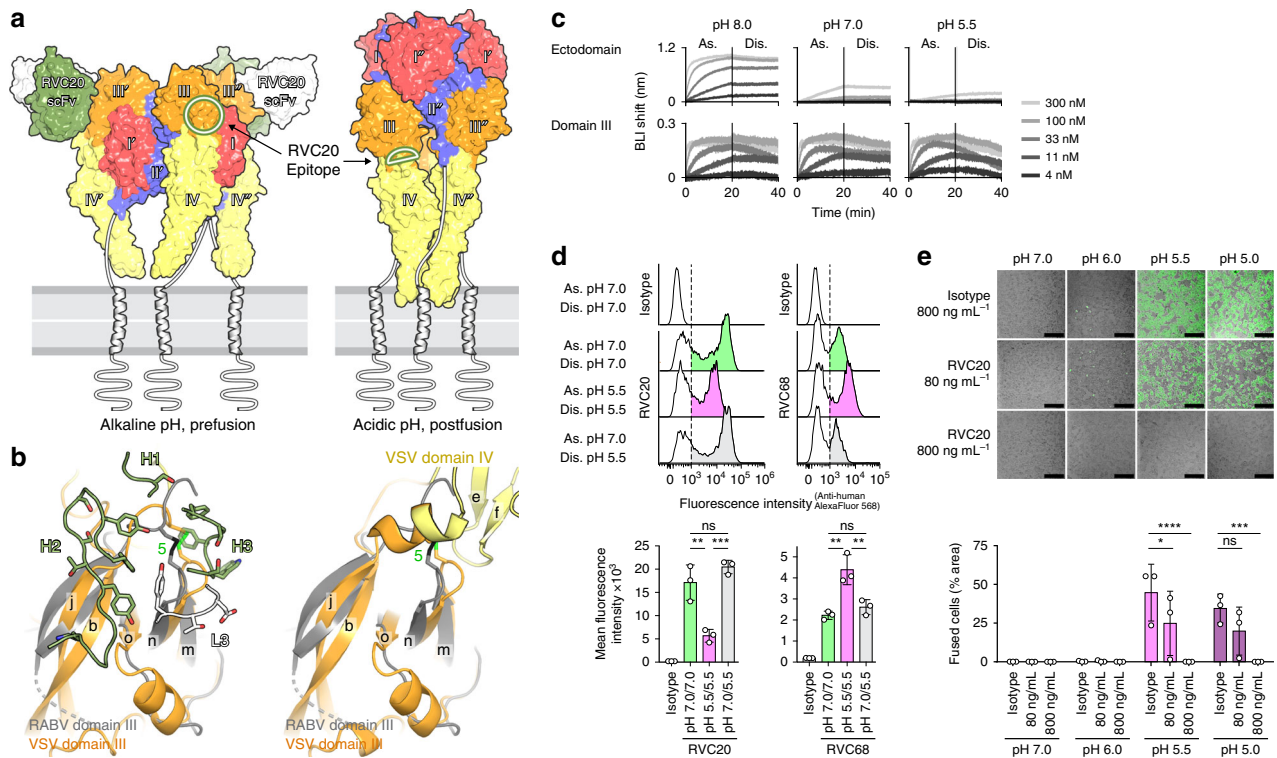 a
RVC20
scFv
III′
III
III″
RVC20
scFv
I′
I
II′
IV′
IV
IV″
RVC20
Epitope
I
I″
I′
II″
III
III″
IV
IV″
Alkaline pH, prefusion
Acidic pH, postfusion
b
H1
H2
H3
5
j
b
o
n
m
L3
RABV domain III
VSV domain III
VSV domain IV
e
f
5
j
b
o
n
m
RABV domain III
VSV domain III
c
pH 8.0
pH 7.0
pH 5.5
Ectodomain
As. Dis.
As. Dis.
As. Dis.
1.2
0
Domain III
0.3
0
BLI shift (nm)
0 20 40
0 20 40
0 20 40
Time (min)
300 nM
100 nM
33 nM
11 nM
4 nM
d
As. pH 7.0
Dis. pH 7.0
As. pH 7.0
Dis. pH 7.0
As. pH 5.5
Dis. pH 5.5
As. pH 7.0
Dis. pH 5.5
Isotype
RVC20
Isotype
RVC68
0 10³ 10⁴ 10⁵ 10⁶
0 10³ 10⁴ 10⁵
Fluorescence intensity (Anti-human AlexaFluor 568)
ns
** ***
25
20
15
10
5
0
Mean fluorescence
intensity ×10³
Isotype
pH 7.0/7.0
pH 5.5/5.5
pH 7.0/5.5
RVC20
ns
** **
6
5
4
3
2
1
0
Isotype
pH 7.0/7.0
pH 5.5/5.5
pH 7.0/5.5
RVC68
e
pH 7.0
pH 6.0
pH 5.5
pH 5.0
Isotype
800 ng mL⁻¹
RVC20
80 ng mL⁻¹
RVC20
800 ng mL⁻¹
****
*
***
ns
75
50
25
0
Fused cells (% area)
Isotype
80 ng/mL
800 ng/mL
Isotype
80 ng/mL
800 ng/mL
Isotype
80 ng/mL
800 ng/mL
Isotype
80 ng/mL
800 ng/mL
pH 7.0
pH 6.0
pH 5.5
pH 5.0